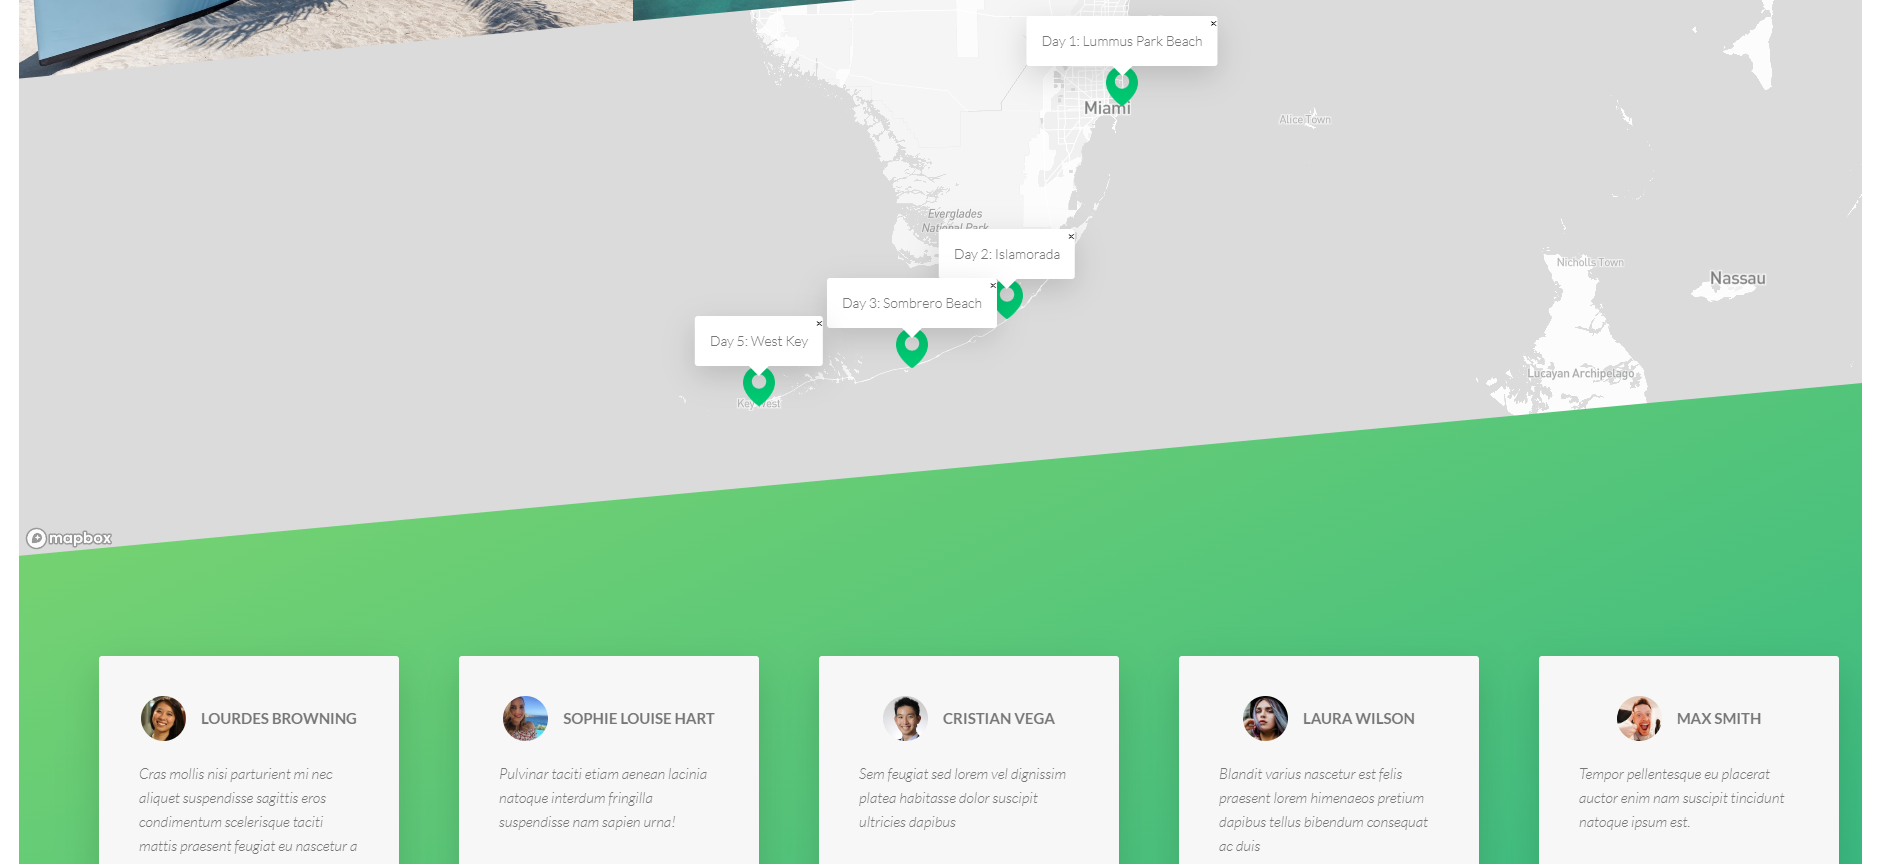 Day 1: Lummus Park Beach
Miami
Alice Town
Everglades
National Park
Day 2: Islamorada
Nicholls Town
Nassau
Day 3: Sombrero Beach
Day 5: West Key
Lucayan Archipelago
Key West
mapbox
LOURDES BROWNING
Cras mollis nisi parturient mi nec
aliquet suspendisse sagittis eros
condimentum scelerisque taciti
mattis praesent feugiat eu nascetur a
SOPHIE LOUISE HART
Pulvinar taciti etiam aenean lacinia
natoque interdum fringilla
suspendisse nam sapien urna!
CRISTIAN VEGA
Sem feugiat sed lorem vel dignissim
platea habitasse dolor suscipit
ultricies dapibus
LAURA WILSON
Blandit varius nascetur est felis
praesent lorem himenaeos pretium
dapibus tellus bibendum consequat
ac duis
MAX SMITH
Tempor pellentesque eu placerat
auctor enim nam suscipit tincidunt
natoque ipsum est.